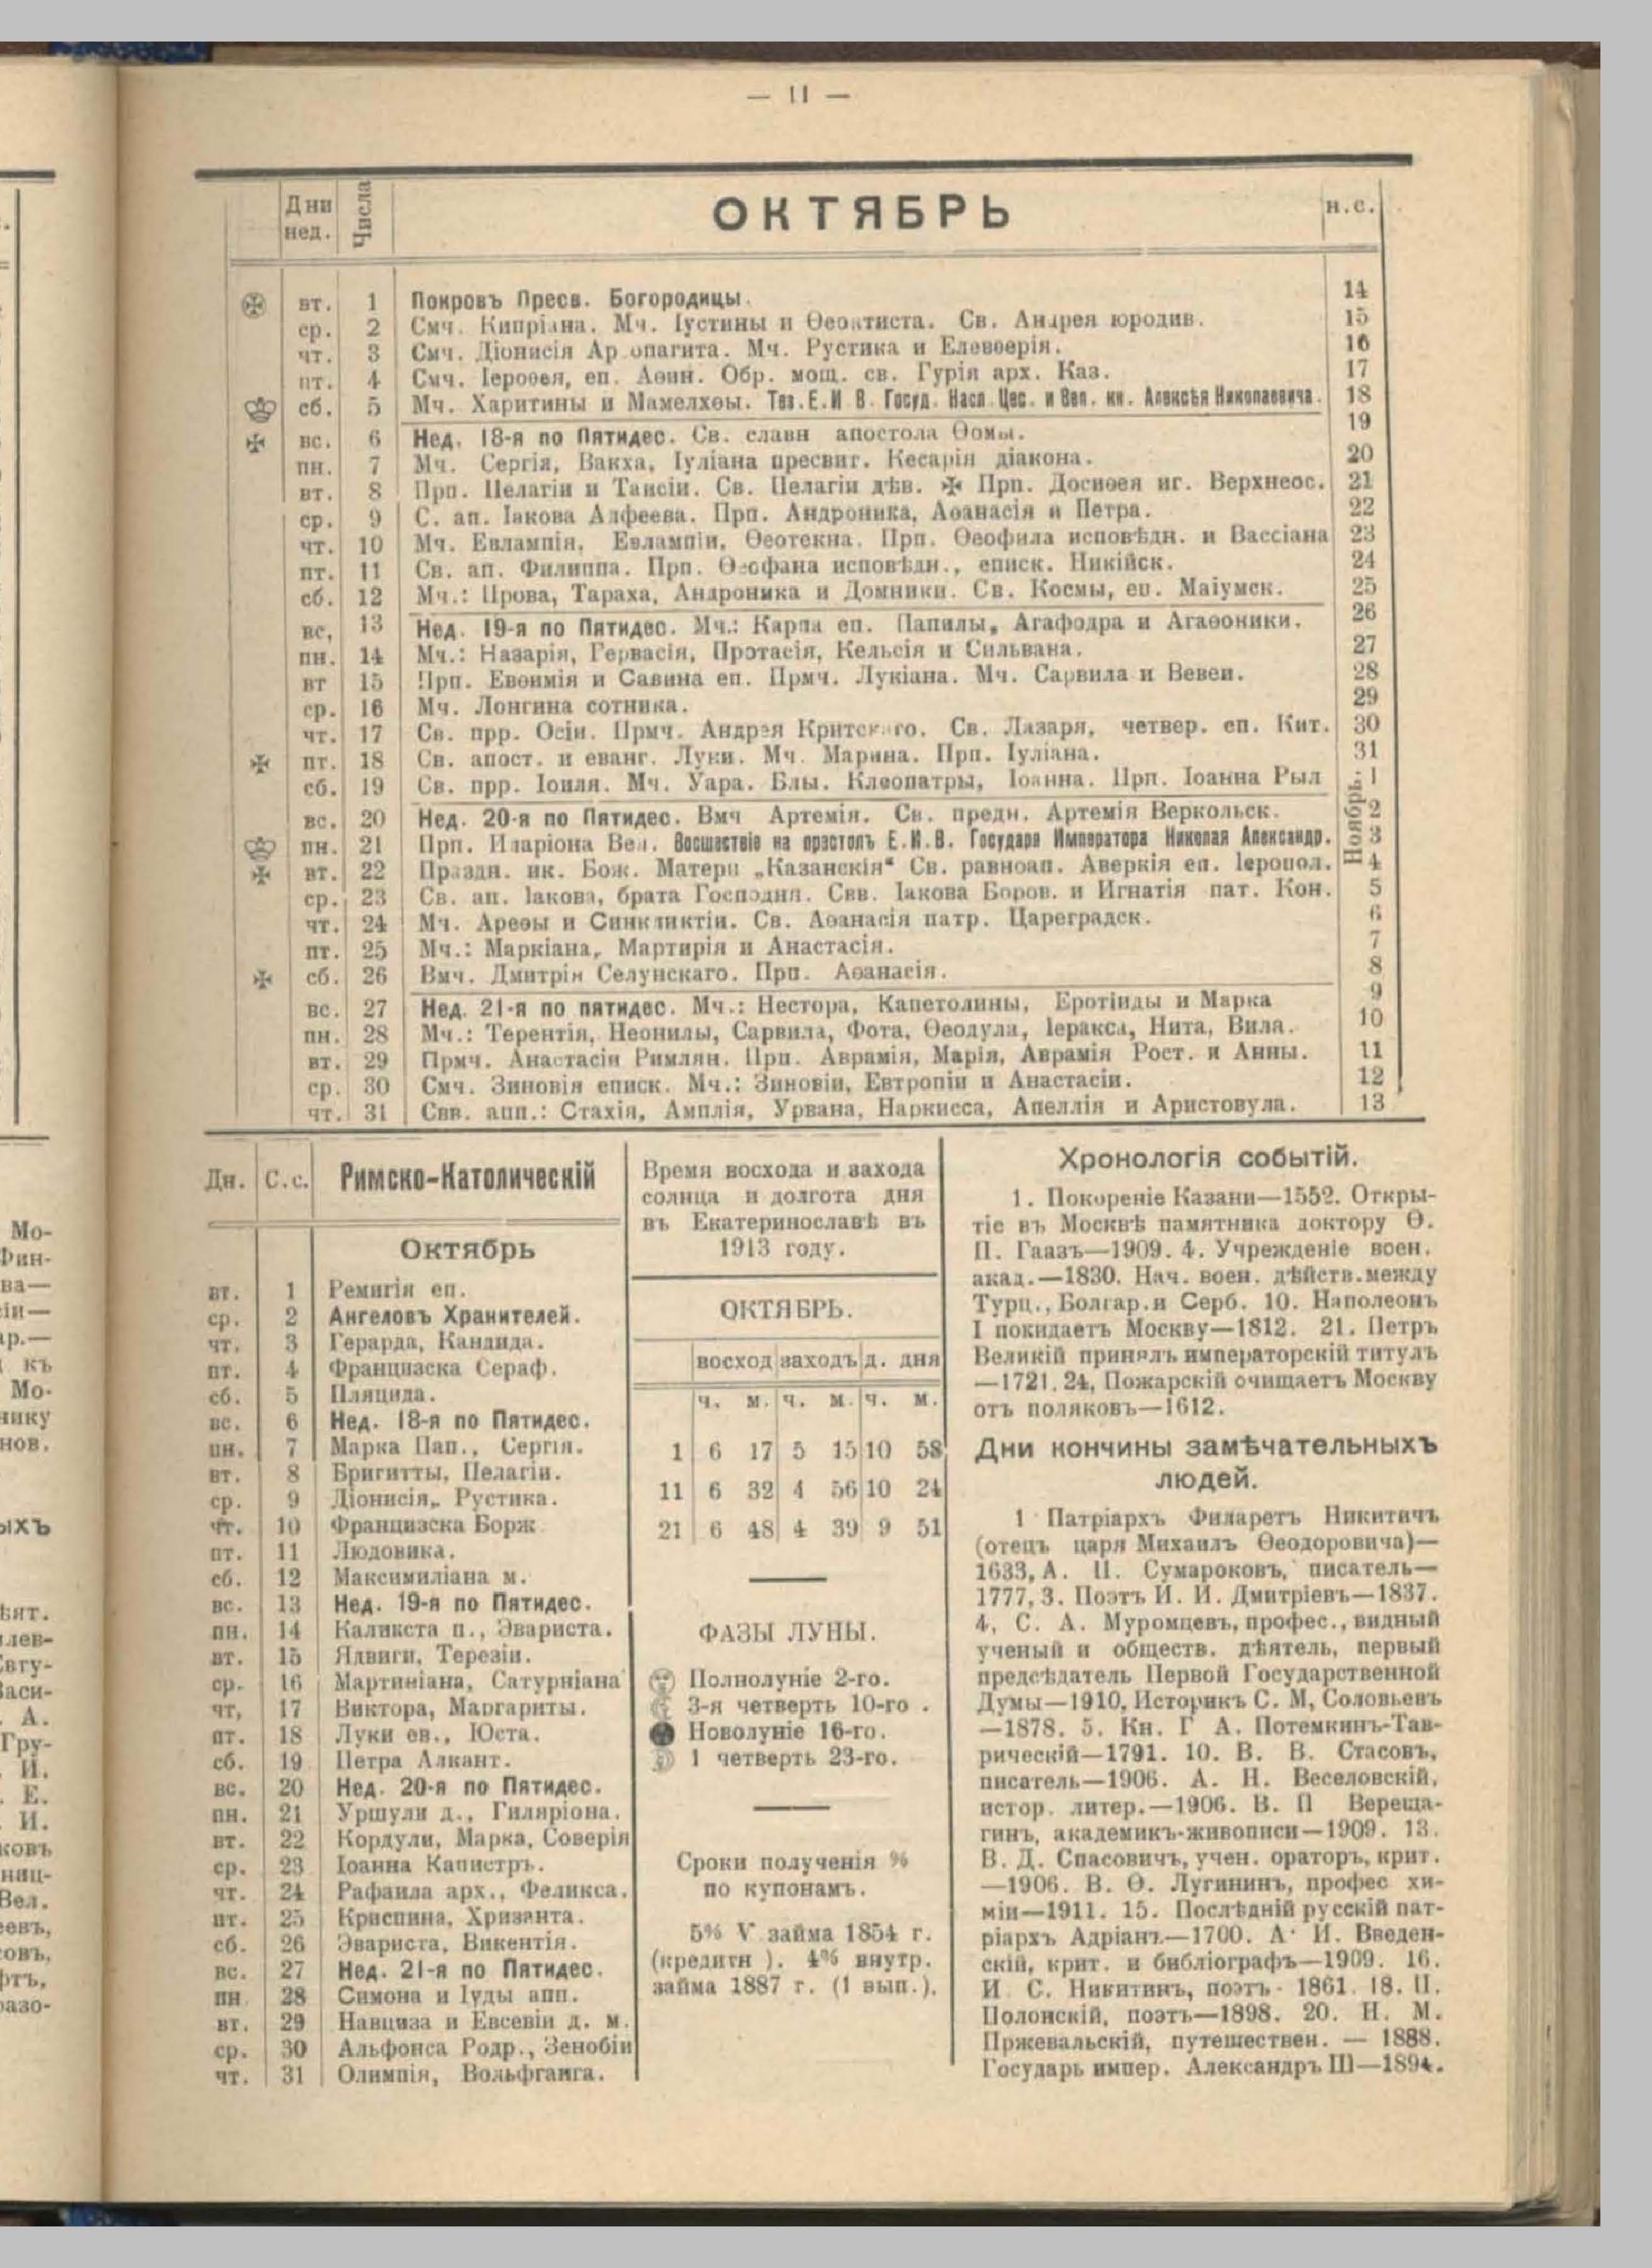 — 11 —
Дни нед. Числа ОКТЯБРЬ н.с.
вт. 1 Покровъ Пресв. Богородицы. 14
ср. 2 Смч. Кипріана. Мч. Іустины и Ѳеоктиста. Св. Андрея юродив. 15
чт. 3 Смч. Діонисія Ар опагита. Мч. Рустика и Елевѳерія. 16
пт. 4 Смч. Іероѳея, еп. Аѳин. Обр. мощ. св. Гурія арх. Каз. 17
сб. 5 Мч. Харитины и Мамелхѳы. Тез. Е. И В. Госуд. Насл Цес. и Вел. кн. Алексѣя Николаевича. 18
вс. 6 Нед. 18-я по Пятидес. Св. славн апостола Ѳомы. 19
пн. 7 Мч. Сергія, Вакха, Іуліана пресвит. Кесарія діакона. 20
вт. 8 Прп. Пелагіи и Таисіи. Св. Пелагіи дѣв. ✠ Прп. Досиѳея иг. Верхнеос. 21
ср. 9 С. ап. Іакова Алфеева. Прп. Андроника, Аѳанасія и Петра. 22
чт. 10 Мч. Евлампія, Евлампіи, Ѳеотекна. Прп. Ѳеофила исповѣдн. и Вассіана 23
пт. 11 Св. ап. Филиппа. Прп. Ѳеофана исповѣдн., еписк. Никійск. 24
сб. 12 Мч.: Прова, Тараха, Андроника и Домники. Св. Космы, еп. Маіумск. 25
вс, 13 Нед. 19-я по Пятидес. Мч.: Карпа еп. Папилы, Агафодра и Агаѳоники. 26
пн. 14 Мч.: Назарія, Гервасія, Протасія, Кельсія и Сильвана. 27
вт 15 Прп. Евѳимія и Савина еп. Прмч. Лукіана. Мч. Сарвила и Вевеи. 28
ср. 16 Мч. Лонгина сотника. 29
чт. 17 Св. прр. Осіи. Прмч. Андрея Критскаго. Св. Лазаря, четвер. еп. Кит. 30
пт. 18 Св. апост. и еванг. Луки. Мч. Марина. Прп. Іуліана. 31
сб. 19 Св. прр. Іоиля. Мч. Уара. Блы. Клеопатры, Іоанна. Прп. Іоанна Рыл Ноябрь. 1
вс. 20 Нед. 20-я по Пятидес. Вмч Артемія. Св. предн. Артемія Веркольск. 2
пн. 21 Прп. Иларіона Вел. Восшествіе на престолъ Е. И. В. Государя Императора Николая Александр. 3
вт. 22 Праздн. ик. Бож. Матери „Казанскія“ Св. равноап. Аверкія еп. Іеропол. 4
ср. 23 Св. ап. Іакова, брата Господня. Свв. Іакова Боров. и Игнатія пат. Кон. 5
чт. 24 Мч. Ареѳы и Синкликтіи. Св. Аѳанасія патр. Цареградск. 6
пт. 25 Мч.: Маркіана, Мартирія и Анастасія. 7
сб. 26 Вмч. Дмитрія Селунскаго. Прп. Аѳанасія. 8
вс. 27 Нед. 21-я по пятидес. Мч.: Нестора, Капетолины, Еротіиды и Марка 9
пн. 28 Мч.: Терентія, Неонилы, Сарвила, Фота, Ѳеодула, Іеракса, Нита, Вила. 10
вт. 29 Прмч. Анастасіи Римлян. Прп. Аврамія, Марія, Аврамія Рост. и Анны. 11
ср. 30 Смч. Зиновія еписк. Мч.: Зиновіи, Евтропіи и Анастасіи. 12
чт. 31 Свв. апп.: Стахія, Амплія, Урвана, Наркисса, Апеллія и Аристовула. 13
Дн. С.с. Римско-Католическій
Октябрь
вт. 1 Ремигія еп.
ср. 2 Ангеловъ Хранителей.
чт. 3 Герарда, Кандида.
пт. 4 Францизска Сераф.
сб. 5 Пляцида.
вс. 6 Нед. 18-я по Пятидес.
пн. 7 Марка Пап., Сергія.
вт. 8 Бригитты, Пелагіи.
ср. 9 Діонисія, Рустика.
чт. 10 Францизска Борж
пт. 11 Людовика.
сб. 12 Максимиліана м.
вс. 13 Нед. 19-я по Пятидес.
пн. 14 Каликста п., Эвариста.
вт. 15 Ядвиги, Терезіи.
ср. 16 Мартиніана, Сатурніана
чт, 17 Виктора, Маргариты.
пт. 18 Луки ев., Юста.
сб. 19 Петра Алкант.
вс. 20 Нед. 20-я по Пятидес.
пн. 21 Уршули д., Гиляріона.
вт. 22 Кордули, Марка, Соверія
ср. 23 Іоанна Капистръ.
чт. 24 Рафаила арх., Феликса.
пт. 25 Криспина, Хризанта.
сб. 26 Эвариста, Викентія.
вс. 27 Нед. 21-я по Пятидес.
пн 28 Симона и Іуды апп.
вт. 29 Навциза и Евсевіи д. м.
ср. 30 Альфонса Родр., Зенобіи
чт. 31 Олимпія, Вольфганга.
Время восхода и захода
солнца и долгота дня
въ Екатеринославѣ въ
1913 году.
ОКТЯБРЬ.
восход заходъ д. дня
ч. м. ч. м. ч. м.
1 6 17 5 15 10 58
11 6 32 4 56 10 24
21 6 48 4 39 9 51
ФАЗЫ ЛУНЫ.
Полнолуніе 2-го.
3-я четверть 10-го .
Новолуніе 16-го.
1 четверть 23-го.
Сроки полученія %
по купонамъ.
5% V займа 1854 г.
(кредитн ). 4% внутр.
займа 1887 г. (1 вып.).
Хронологія событій.
1. Покореніе Казани—1552. Откры-
тіе въ Москвѣ памятника доктору Ѳ.
П. Гаазъ—1909. 4. Учрежденіе воен.
акад.—1830. Нач. воен. дѣйств.между
Турц., Болгар.и Серб. 10. Наполеонъ
I покидаетъ Москву—1812. 21. Петръ
Великій принялъ императорскій титулъ
—1721. 24, Пожарскій очищаетъ Москву
отъ поляковъ—1612.
Дни кончины замѣчательныхъ
людей.
1 Патріархъ Филаретъ Никитичъ
(отецъ царя Михаилъ Ѳеодоровича)—
1633, А. П. Сумароковъ, писатель—
1777, 3. Поэтъ И. И. Дмитріевъ—1837.
4, С. А. Муромцевъ, профес., видный
ученый и обществ. дѣятель, первый
предсѣдатель Первой Государственной
Думы—1910, Историкъ С. М, Соловьевъ
—1878. 5. Кн. Г А. Потемкинъ-Тав-
рическій—1791. 10. В. В. Стасовъ,
писатель—1906. А. Н. Веселовскій,
истор. литер.—1906. В. П Вереща-
гинъ, академикъ-живописи—1909. 13.
В. Д. Спасовичъ, учен. ораторъ, крит.
—1906. В. Ѳ. Лугининъ, профес хи-
міи—1911. 15. Послѣдній русскій пат-
ріархъ Адріанъ—1700. А. И. Введен-
скій, крит. и библіографъ—1909. 16.
И С. Никитинъ, поэтъ- 1861. 18. П.
Полонскій, поэтъ—1898. 20. Н. М.
Пржевальскій, путешествен. — 1888.
Государь импер. Александръ III—1894.